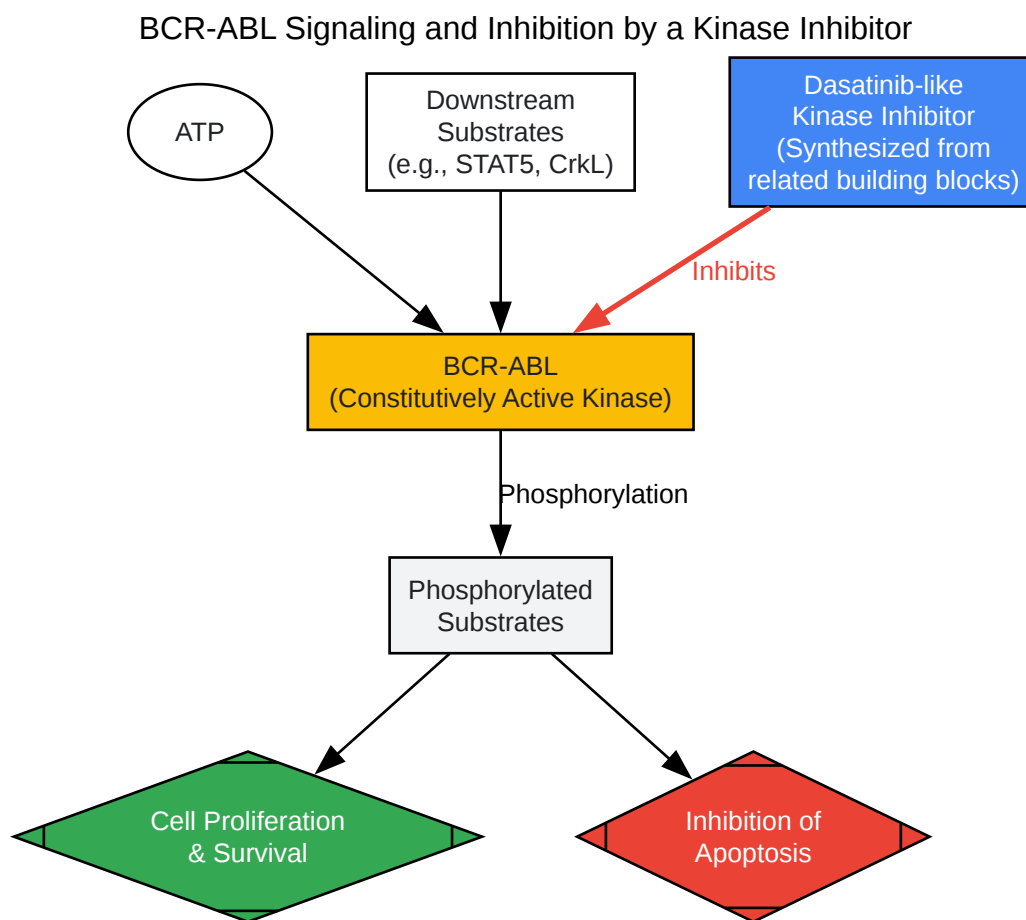 BCR-ABL Signaling and Inhibition by a Kinase Inhibitor
ATP
Downstream
Substrates
(e.g., STAT5, CrkL)
Dasatinib-like
Kinase Inhibitor
(Synthesized from
related building blocks)
Inhibits
BCR-ABL
(Constitutively Active Kinase)
Phosphorylation
Phosphorylated
Substrates
Cell Proliferation
& Survival
Inhibition of
Apoptosis